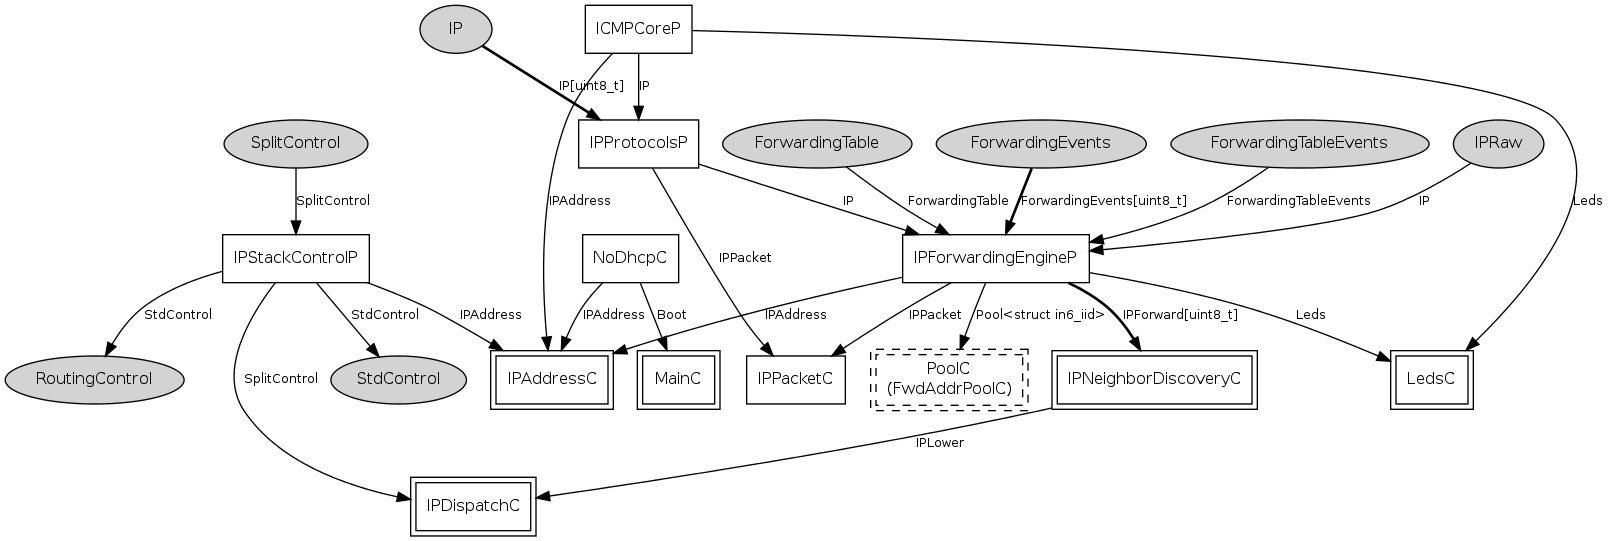 IP
ICMPCoreP
IP[uint8_t]
IP
SplitControl
IPProtocolsP
ForwardingTable
ForwardingEvents
ForwardingTableEvents
IPRaw
SplitControl
IPAddress
IP
ForwardingTable
ForwardingEvents[uint8_t]
ForwardingTableEvents
IP
Leds
IPStackControlP
NoDhcpC
IPPacket
IPForwardingEngineP
StdControl
StdControl
IPAddress
IPAddress
Boot
IPAddress
IPPacket
Pool<struct in6_iid>
IPForward[uint8_t]
Leds
RoutingControl
SplitControl
StdControl
IPAddressC
MainC
IPPacketC
PoolC
(FwdAddrPoolC)
IPNeighborDiscoveryC
LedsC
IPLower
IPDispatchC